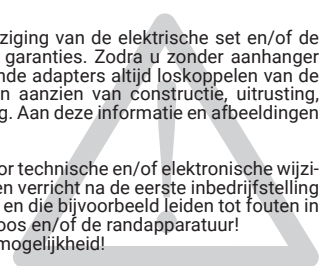 ziging van de elektrische set en/of de
garanties. Zodra u zonder aanhanger
nde adapters altijd loskoppelen van de
n aanzien van constructie, uitrusting,
g. Aan deze informatie en afbeeldingen
or technische en/of elektronische wijzi-
en verricht na de eerste inbedrijfstelling
en die bijvoorbeeld leiden tot fouten in
oos en/of de randapparatuur!
mogelijkheid!